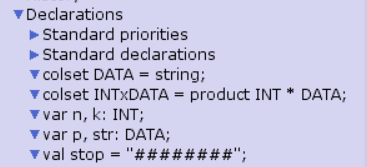 Declarations
Standard priorities
Standard declarations
colset DATA = string;
colset INTxDATA = product INT * DATA;
var n, k: INT;
var p, str: DATA;
val stop = "########";